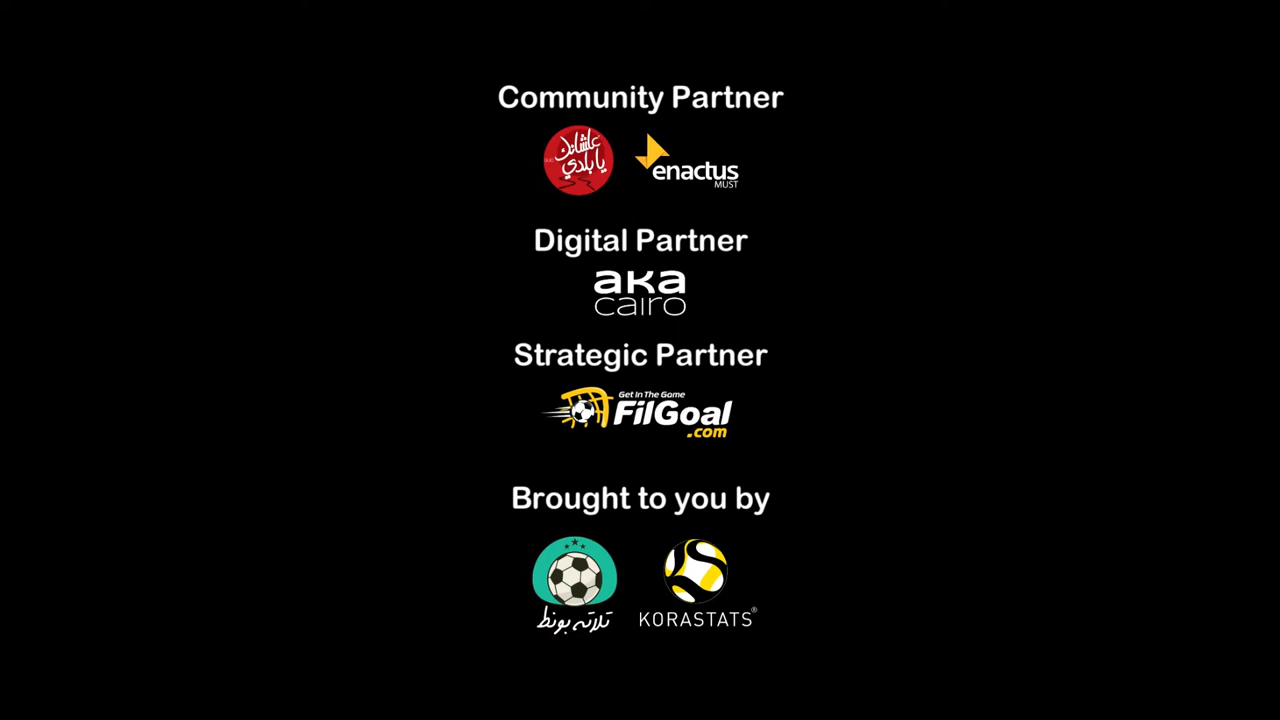 Community Partner
علشانك
يا بلدي
enactus
MUST
Digital Partner
aka
cairo
Strategic Partner
Get In The Game
FilGoal
.com
Brought to you by
تلاته بونط
KORASTATS®